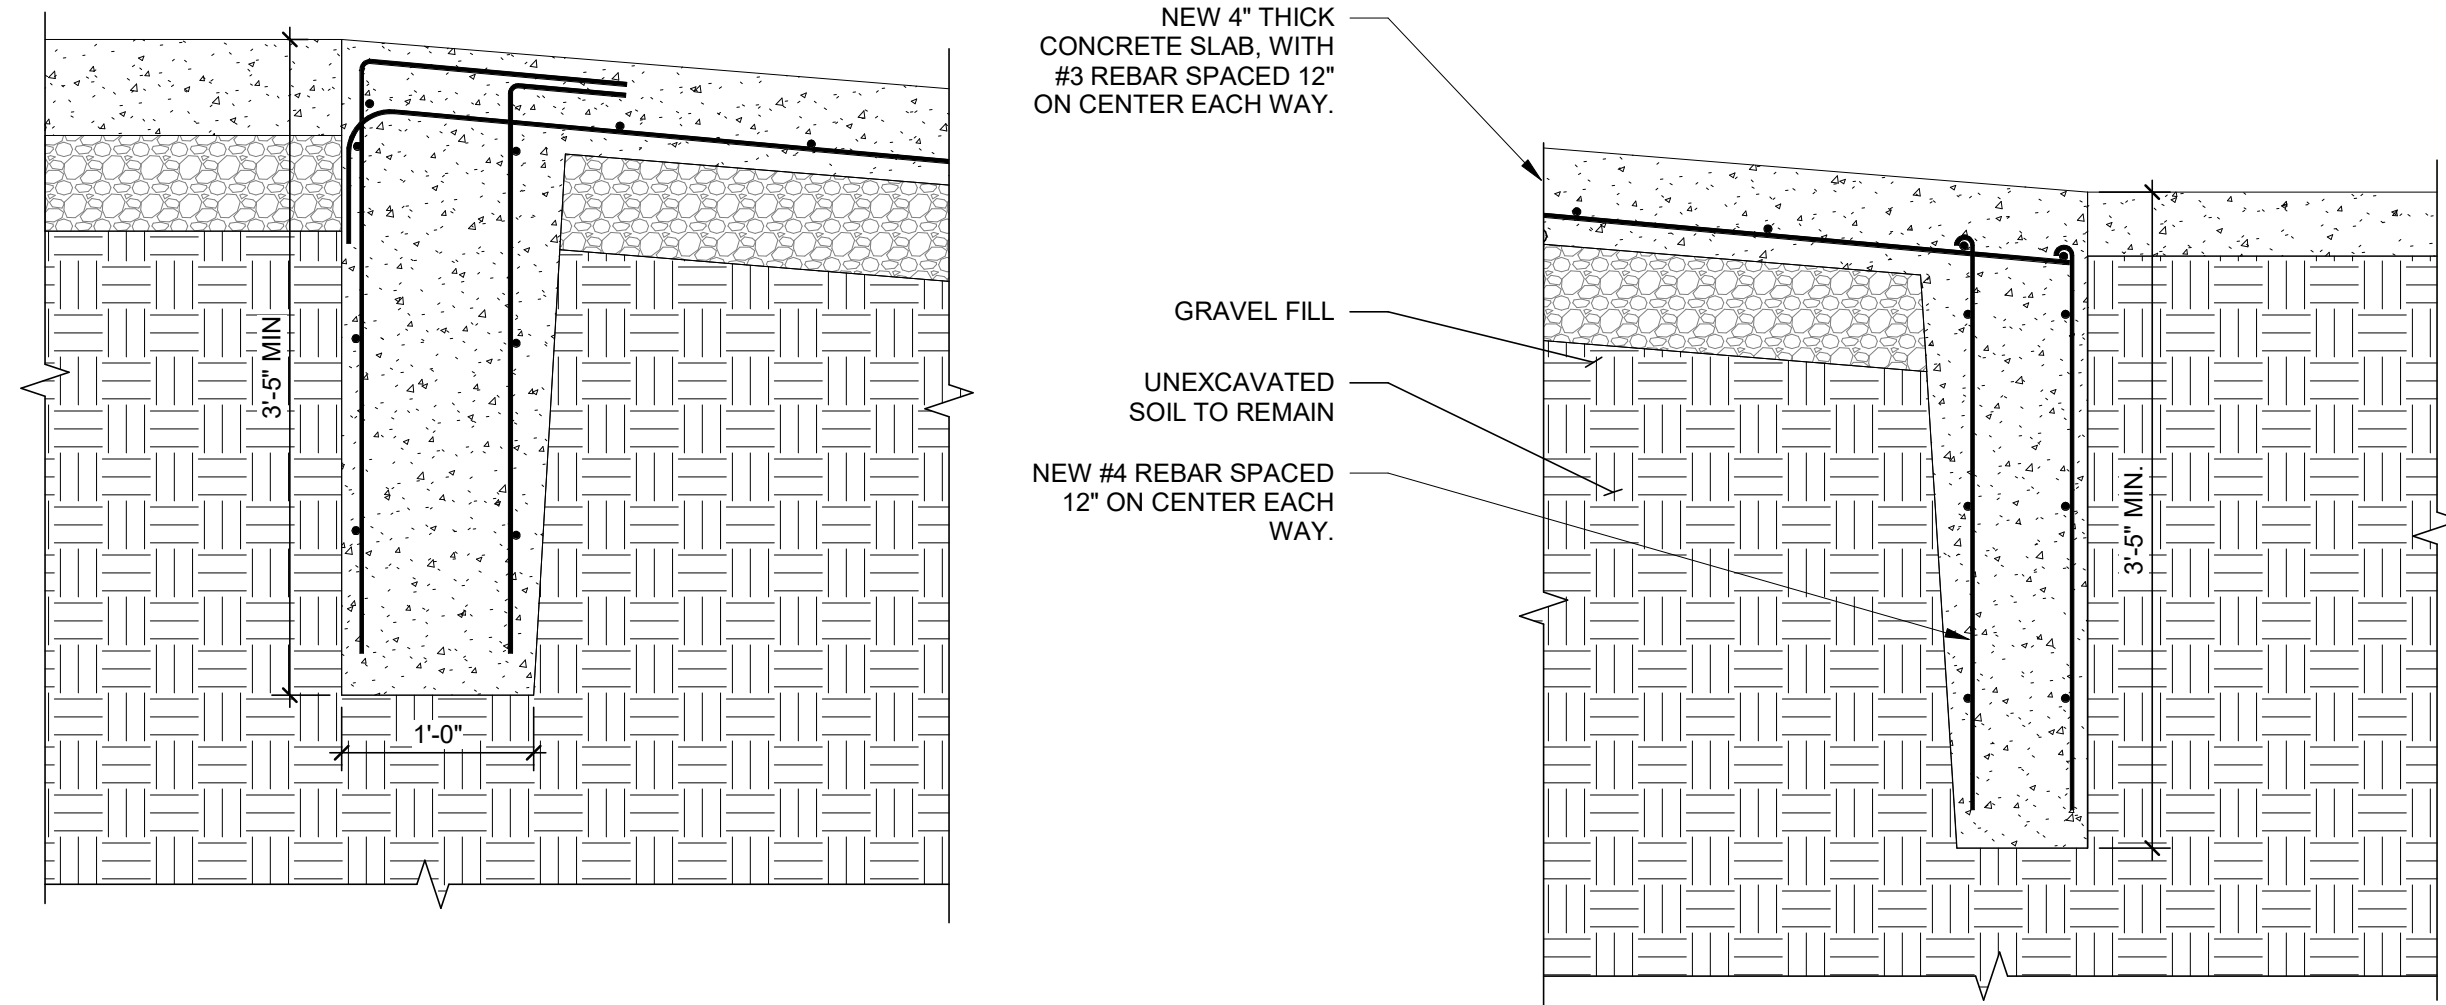 3'-5" MIN
1'-0"
NEW 4" THICK
CONCRETE SLAB, WITH
#3 REBAR SPACED 12"
ON CENTER EACH WAY.
GRAVEL FILL
UNEXCAVATED
SOIL TO REMAIN
NEW #4 REBAR SPACED
12" ON CENTER EACH
WAY.
3'-5" MIN.